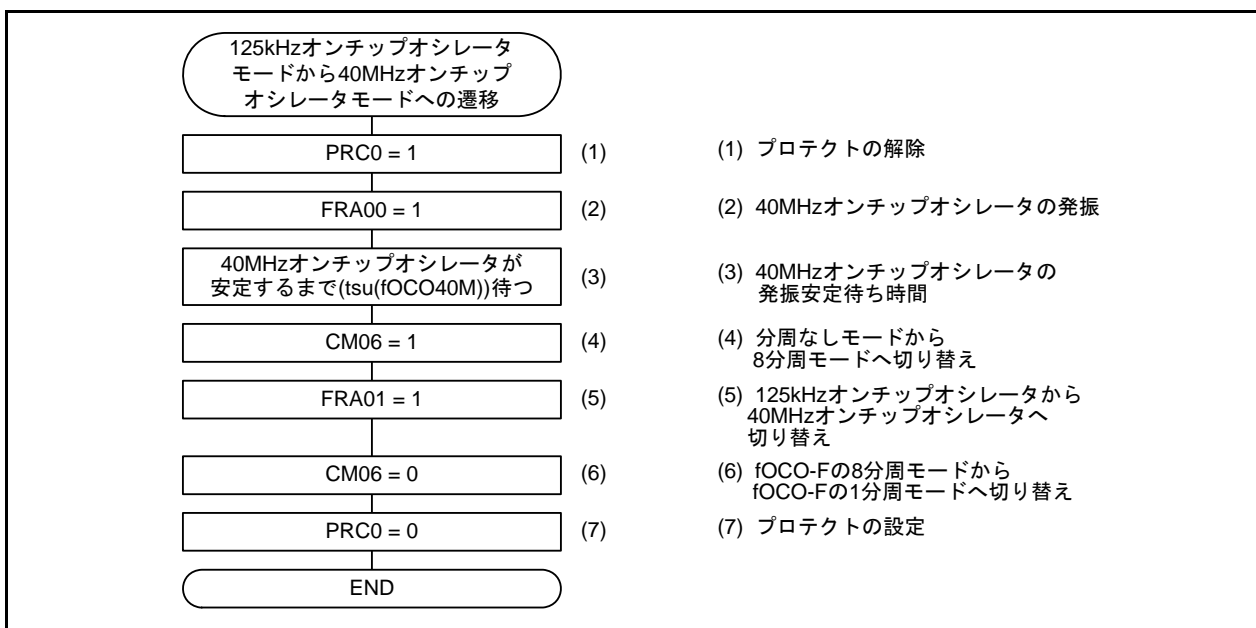 125kHzオンチップオシレータ
モードから40MHzオンチップ
オシレータモードへの遷移
PRC0 = 1
(1)
(1) プロテクトの解除
FRA00 = 1
(2)
(2) 40MHzオンチップオシレータの発振
40MHzオンチップオシレータが
安定するまで(tsu(fOCO40M))待つ
(3)
(3) 40MHzオンチップオシレータの
発振安定待ち時間
CM06 = 1
(4)
(4) 分周なしモードから
8分周モードへ切り替え
FRA01 = 1
(5)
(5) 125kHzオンチップオシレータから
40MHzオンチップオシレータへ
切り替え
CM06 = 0
(6)
(6) fOCO-Fの8分周モードから
fOCO-Fの1分周モードへ切り替え
PRC0 = 0
(7)
(7) プロテクトの設定
END